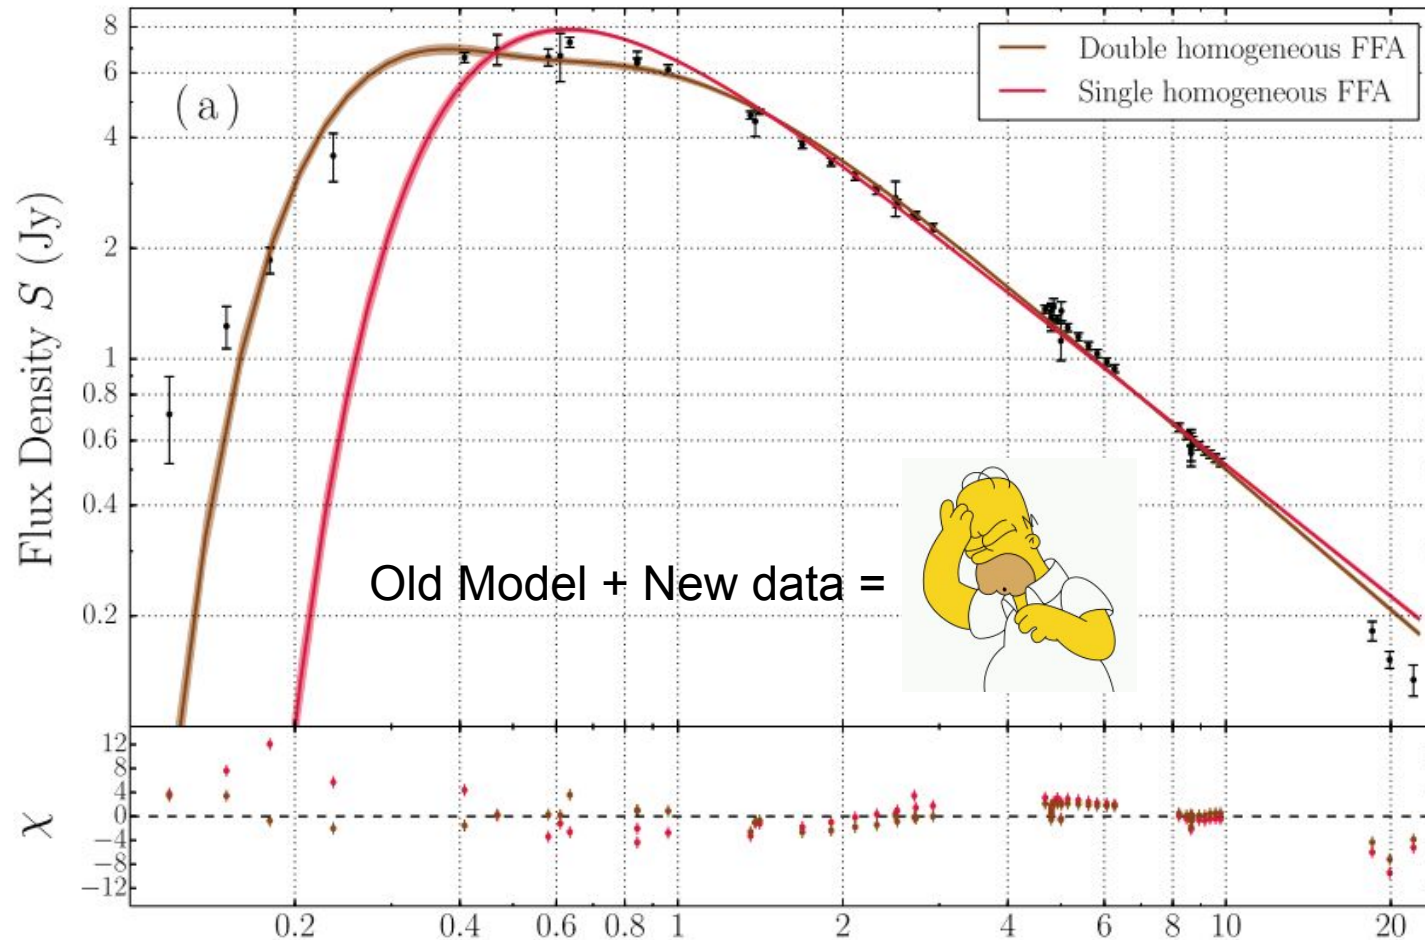 (a)
Double homogeneous FFA
Single homogeneous FFA
Flux Density S (Jy)
8
6
4
2
1
0.8
0.6
0.4
0.2
Old Model + New data =
χ
12
8
4
0
−4
−8
−12
0.2 0.4 0.6 0.8 1 2 4 6 8 10 20